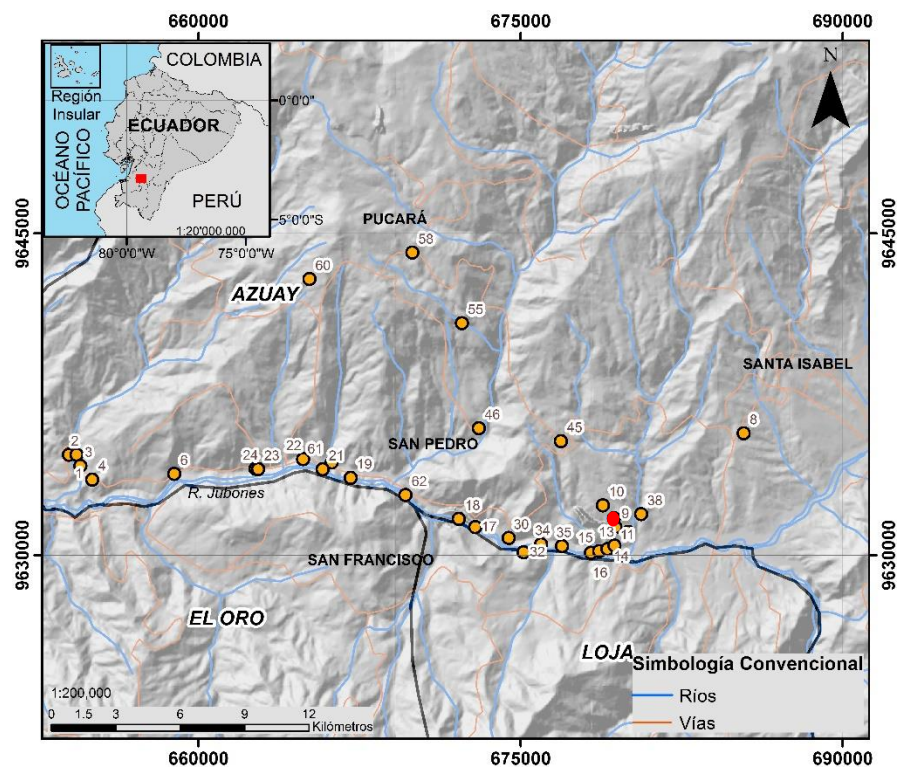 660000 675000 690000
COLOMBIA
Región
Insular
0°0'0"
ECUADOR
OCÉANO
PACÍFICO
PERÚ
-5°0'0"S
1:20'000.000
80°0'0"W 75°0'0"W
N
PUCARÁ
58
9645000 9645000
60
AZUAY
55
SANTA ISABEL
8
46
45
SAN PEDRO
2
3
1
4
6
24
23
22
61
21
19
62
R. Jubones
10
9
38
18
17
30
34
32
35
15
13
11
14
16
9630000 9630000
SAN FRANCISCO
EL ORO
LOJA
Simbología Convencional
Ríos
Vías
1:200,000
0 1.5 3 6 9 12
Kilómetros
660000 675000 690000